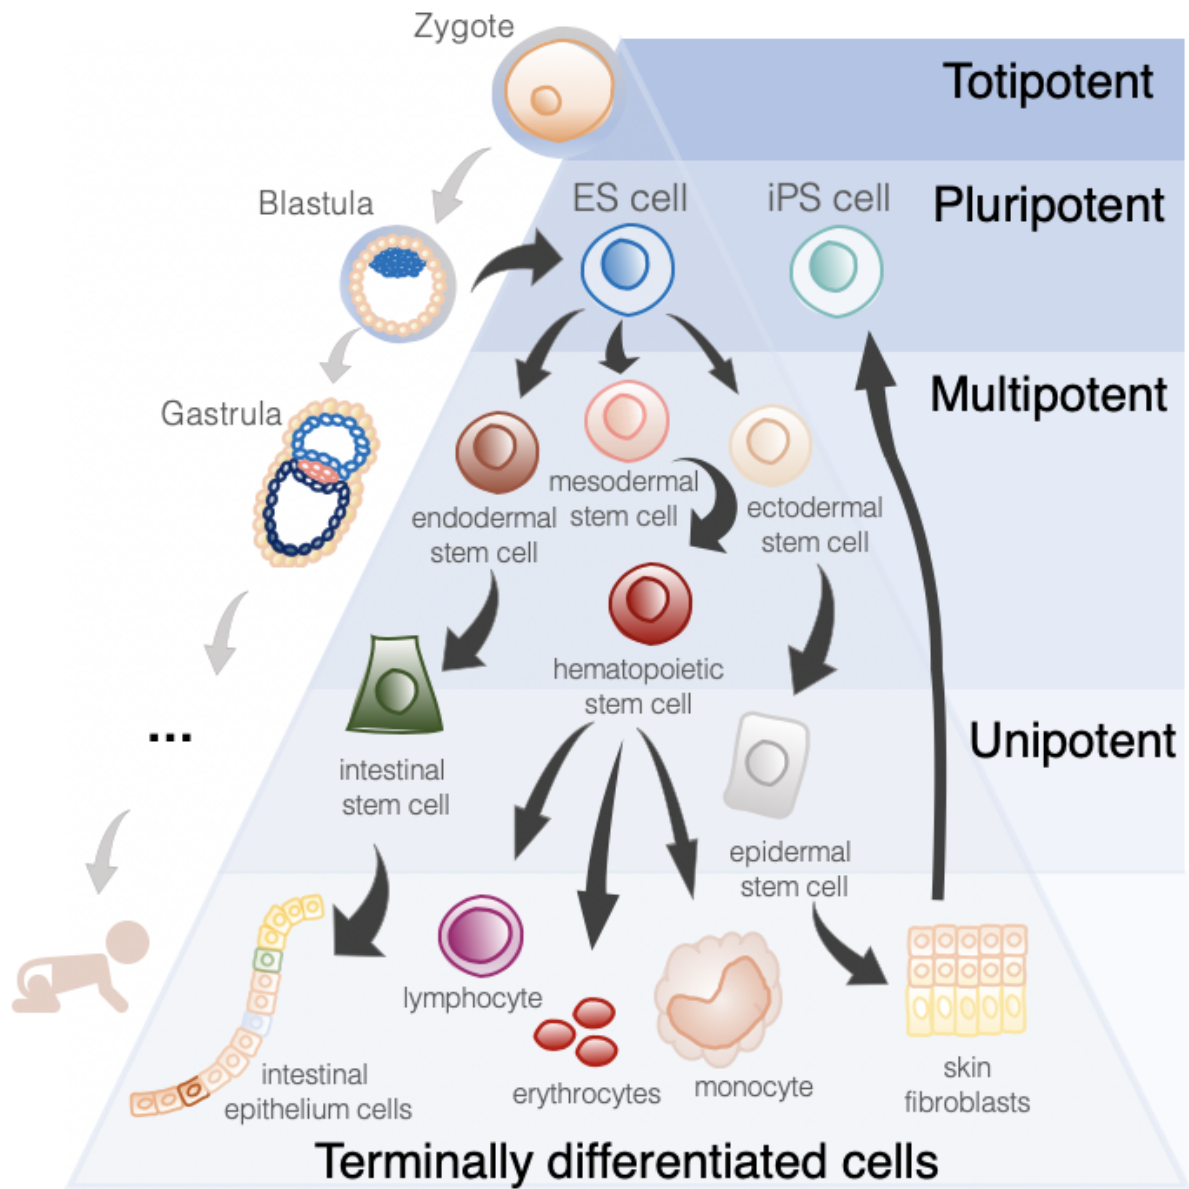 Zygote
Totipotent
Blastula
ES cell
iPS cell
Pluripotent
Gastrula
Multipotent
mesodermal
stem cell
endodermal
stem cell
ectodermal
stem cell
hematopoietic
stem cell
...
Unipotent
intestinal
stem cell
epidermal
stem cell
lymphocyte
intestinal
epithelium cells
erythrocytes
monocyte
skin
fibroblasts
Terminally differentiated cells